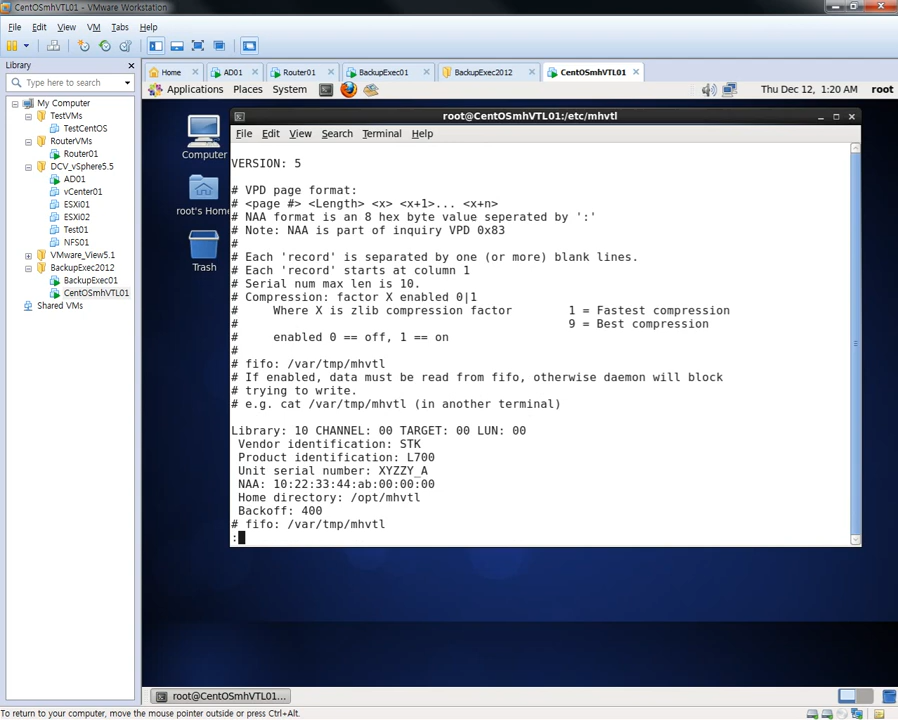 CentOSmhVTL01 - VMware Workstation
File Edit View VM Tabs Help
Library
Type here to search
Home
AD01
Router01
BackupExec01
BackupExec2012
CentOSmhVTL01
Applications Places System
Thu Dec 12, 1:20 AM root
My Computer
TestVMs
TestCentOS
RouterVMs
Router01
DCV_vSphere5.5
AD01
vCenter01
ESXi01
ESXi02
Test01
NFS01
VMware_View5.1
BackupExec2012
BackupExec01
CentOSmhVTL01
Shared VMs
Computer
root's Home
Trash
root@CentOSmhVTL01:/etc/mhvtl
File Edit View Search Terminal Help
VERSION: 5
# VPD page format:
# <page #> <Length> <x> <x+1>... <x+n>
# NAA format is an 8 hex byte value seperated by ':'
# Note: NAA is part of inquiry VPD 0x83
#
# Each 'record' is separated by one (or more) blank lines.
# Each 'record' starts at column 1
# Serial num max len is 10.
# Compression: factor X enabled 0|1
#     Where X is zlib compression factor        1 = Fastest compression
#                                               9 = Best compression
#     enabled 0 == off, 1 == on
#
# fifo: /var/tmp/mhvtl
# If enabled, data must be read from fifo, otherwise daemon will block
# trying to write.
# e.g. cat /var/tmp/mhvtl (in another terminal)
Library: 10 CHANNEL: 00 TARGET: 00 LUN: 00
Vendor identification: STK
Product identification: L700
Unit serial number: XYZZY_A
NAA: 10:22:33:44:ab:00:00:00
Home directory: /opt/mhvtl
Backoff: 400
# fifo: /var/tmp/mhvtl
:
root@CentOSmhVTL01:...
To return to your computer, move the mouse pointer outside or press Ctrl+Alt.